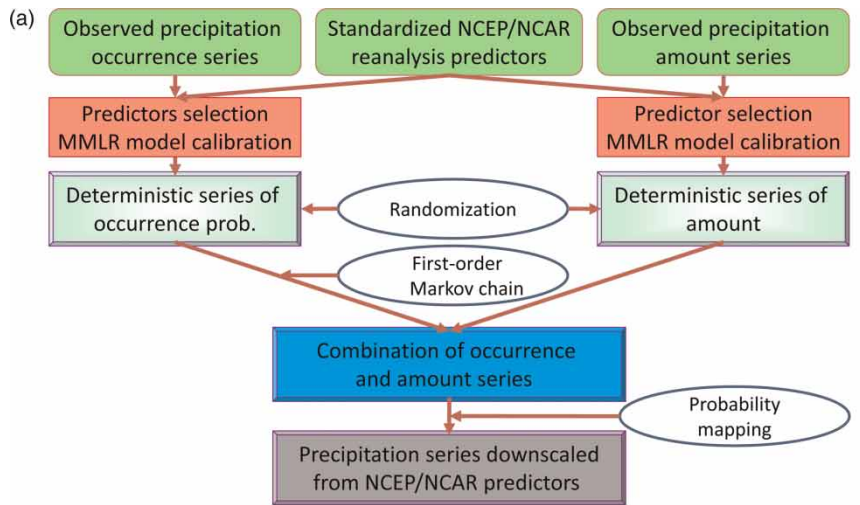 (a)
Observed precipitation
occurrence series
Standardized NCEP/NCAR
reanalysis predictors
Observed precipitation
amount series
Predictors selection
MMLR model calibration
Predictor selection
MMLR model calibration
Deterministic series of
occurrence prob.
Randomization
Deterministic series of
amount
First-order
Markov chain
Combination of occurrence
and amount series
Probability
mapping
Precipitation series downscaled
from NCEP/NCAR predictors